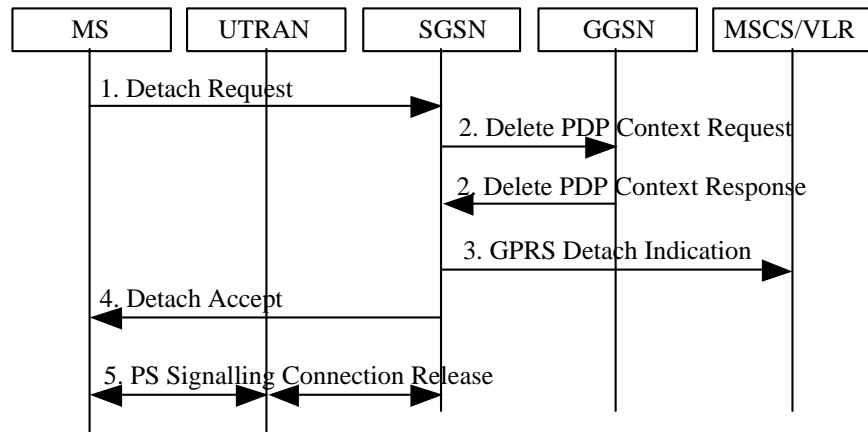 MS
UTRAN
SGSN
GGSN
MSCS/VLR
1. Detach Request
2. Delete PDP Context Request
2. Delete PDP Context Response
3. GPRS Detach Indication
4. Detach Accept
5. PS Signalling Connection Release